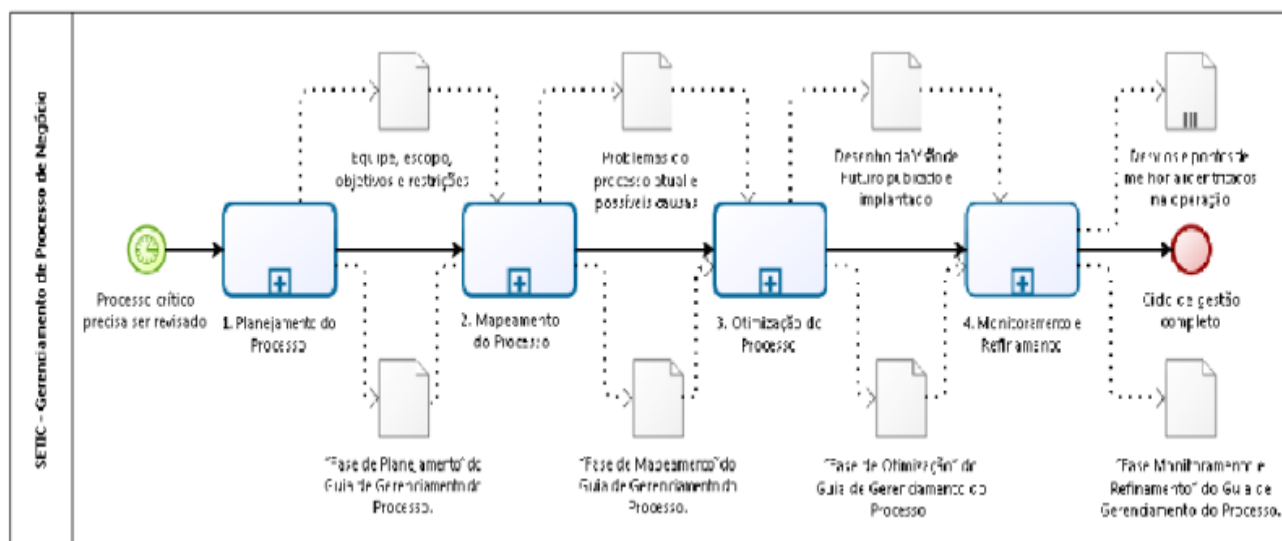 SETIC - Gerenciamento de Processo de Negócio
Equipe, escopo,
objetivos e restrições
Problemas do
processo atual e
possíveis causas
Desenho da Visão de
Futuro publicado e
implantado
Desvios e pontos de
melhoria identificados
na operação
Processo crítico
precisa ser revisado
1. Planejamento do
Processo
2. Mapeamento
do Processo
3. Otimização do
Processo
4. Monitoramento e
Refinamento
Ciclo de gestão
completo
"Fase de Planejamento" do
Guia de Gerenciamento do
Processo.
"Fase de Mapeamento" do
Guia de Gerenciamento do
Processo.
"Fase de Otimização" do
Guia de Gerenciamento do
Processo
"Fase Monitoramento e
Refinamento" do Guia de
Gerenciamento do Processo.